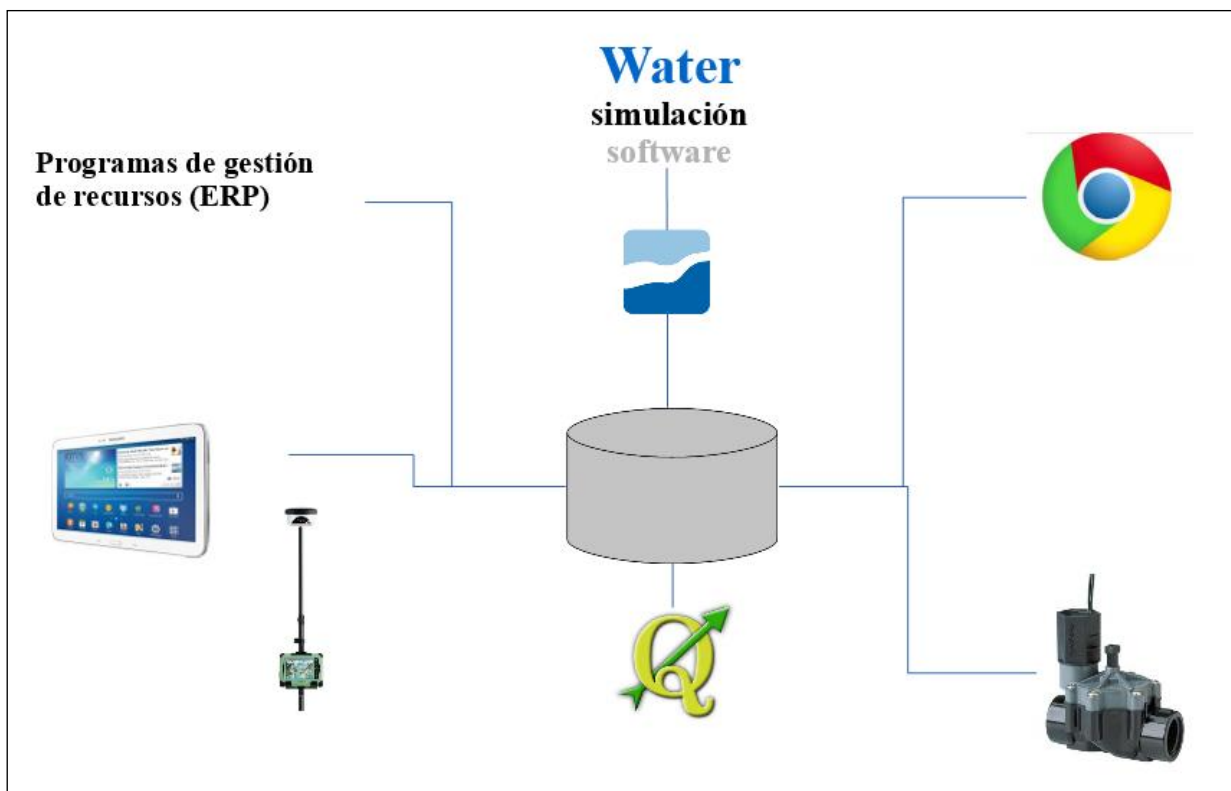 Water
simulación
software
Programas de gestión
de recursos (ERP)